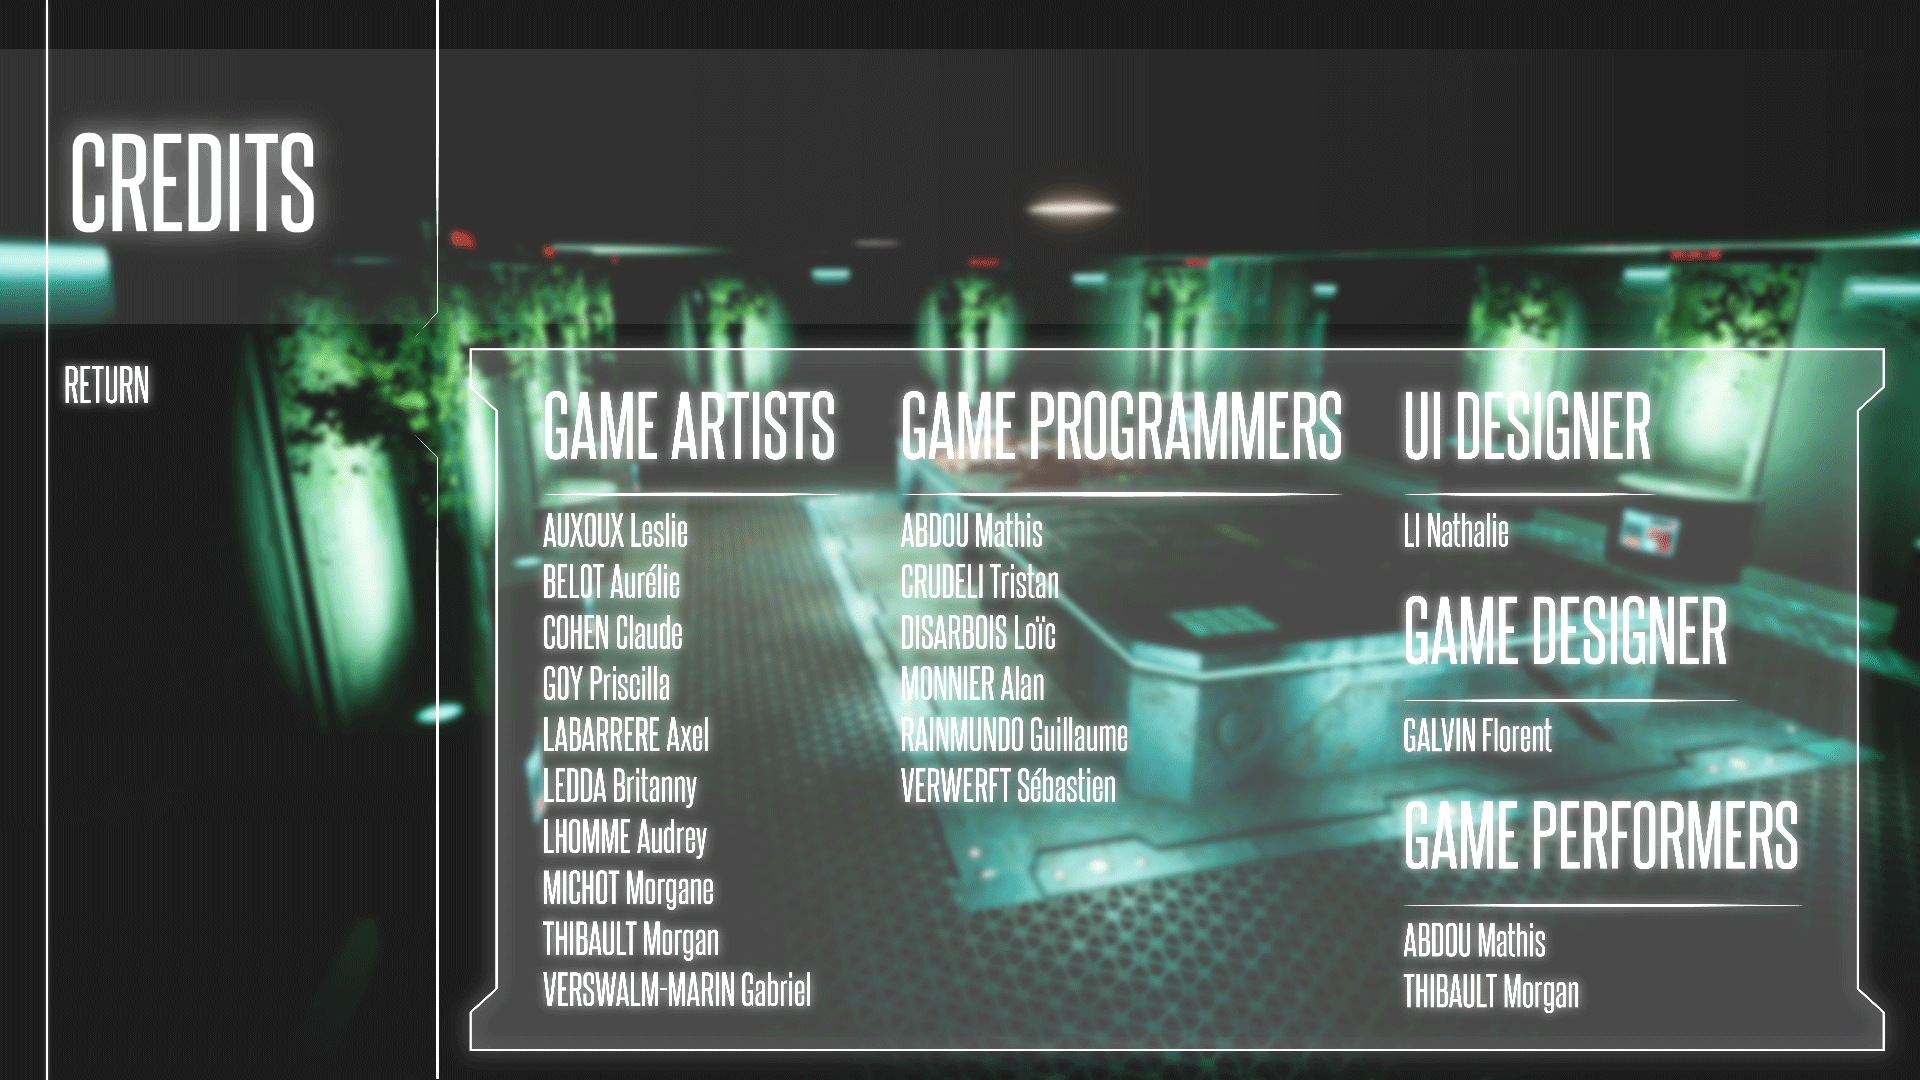 CREDITS
RETURN
GAME ARTISTS
AUXOUX Leslie
BELOT Aurélie
COHEN Claude
GOY Priscilla
LABARRERE Axel
LEDDA Britanny
LHOMME Audrey
MICHOT Morgane
THIBAULT Morgan
VERSWALM-MARIN Gabriel
GAME PROGRAMMERS
ABDOU Mathis
CRUDELI Tristan
DISARBOIS Loïc
MONNIER Alan
RAINMUNDO Guillaume
VERWERFT Sébastien
UI DESIGNER
LI Nathalie
GAME DESIGNER
GALVIN Florent
GAME PERFORMERS
ABDOU Mathis
THIBAULT Morgan